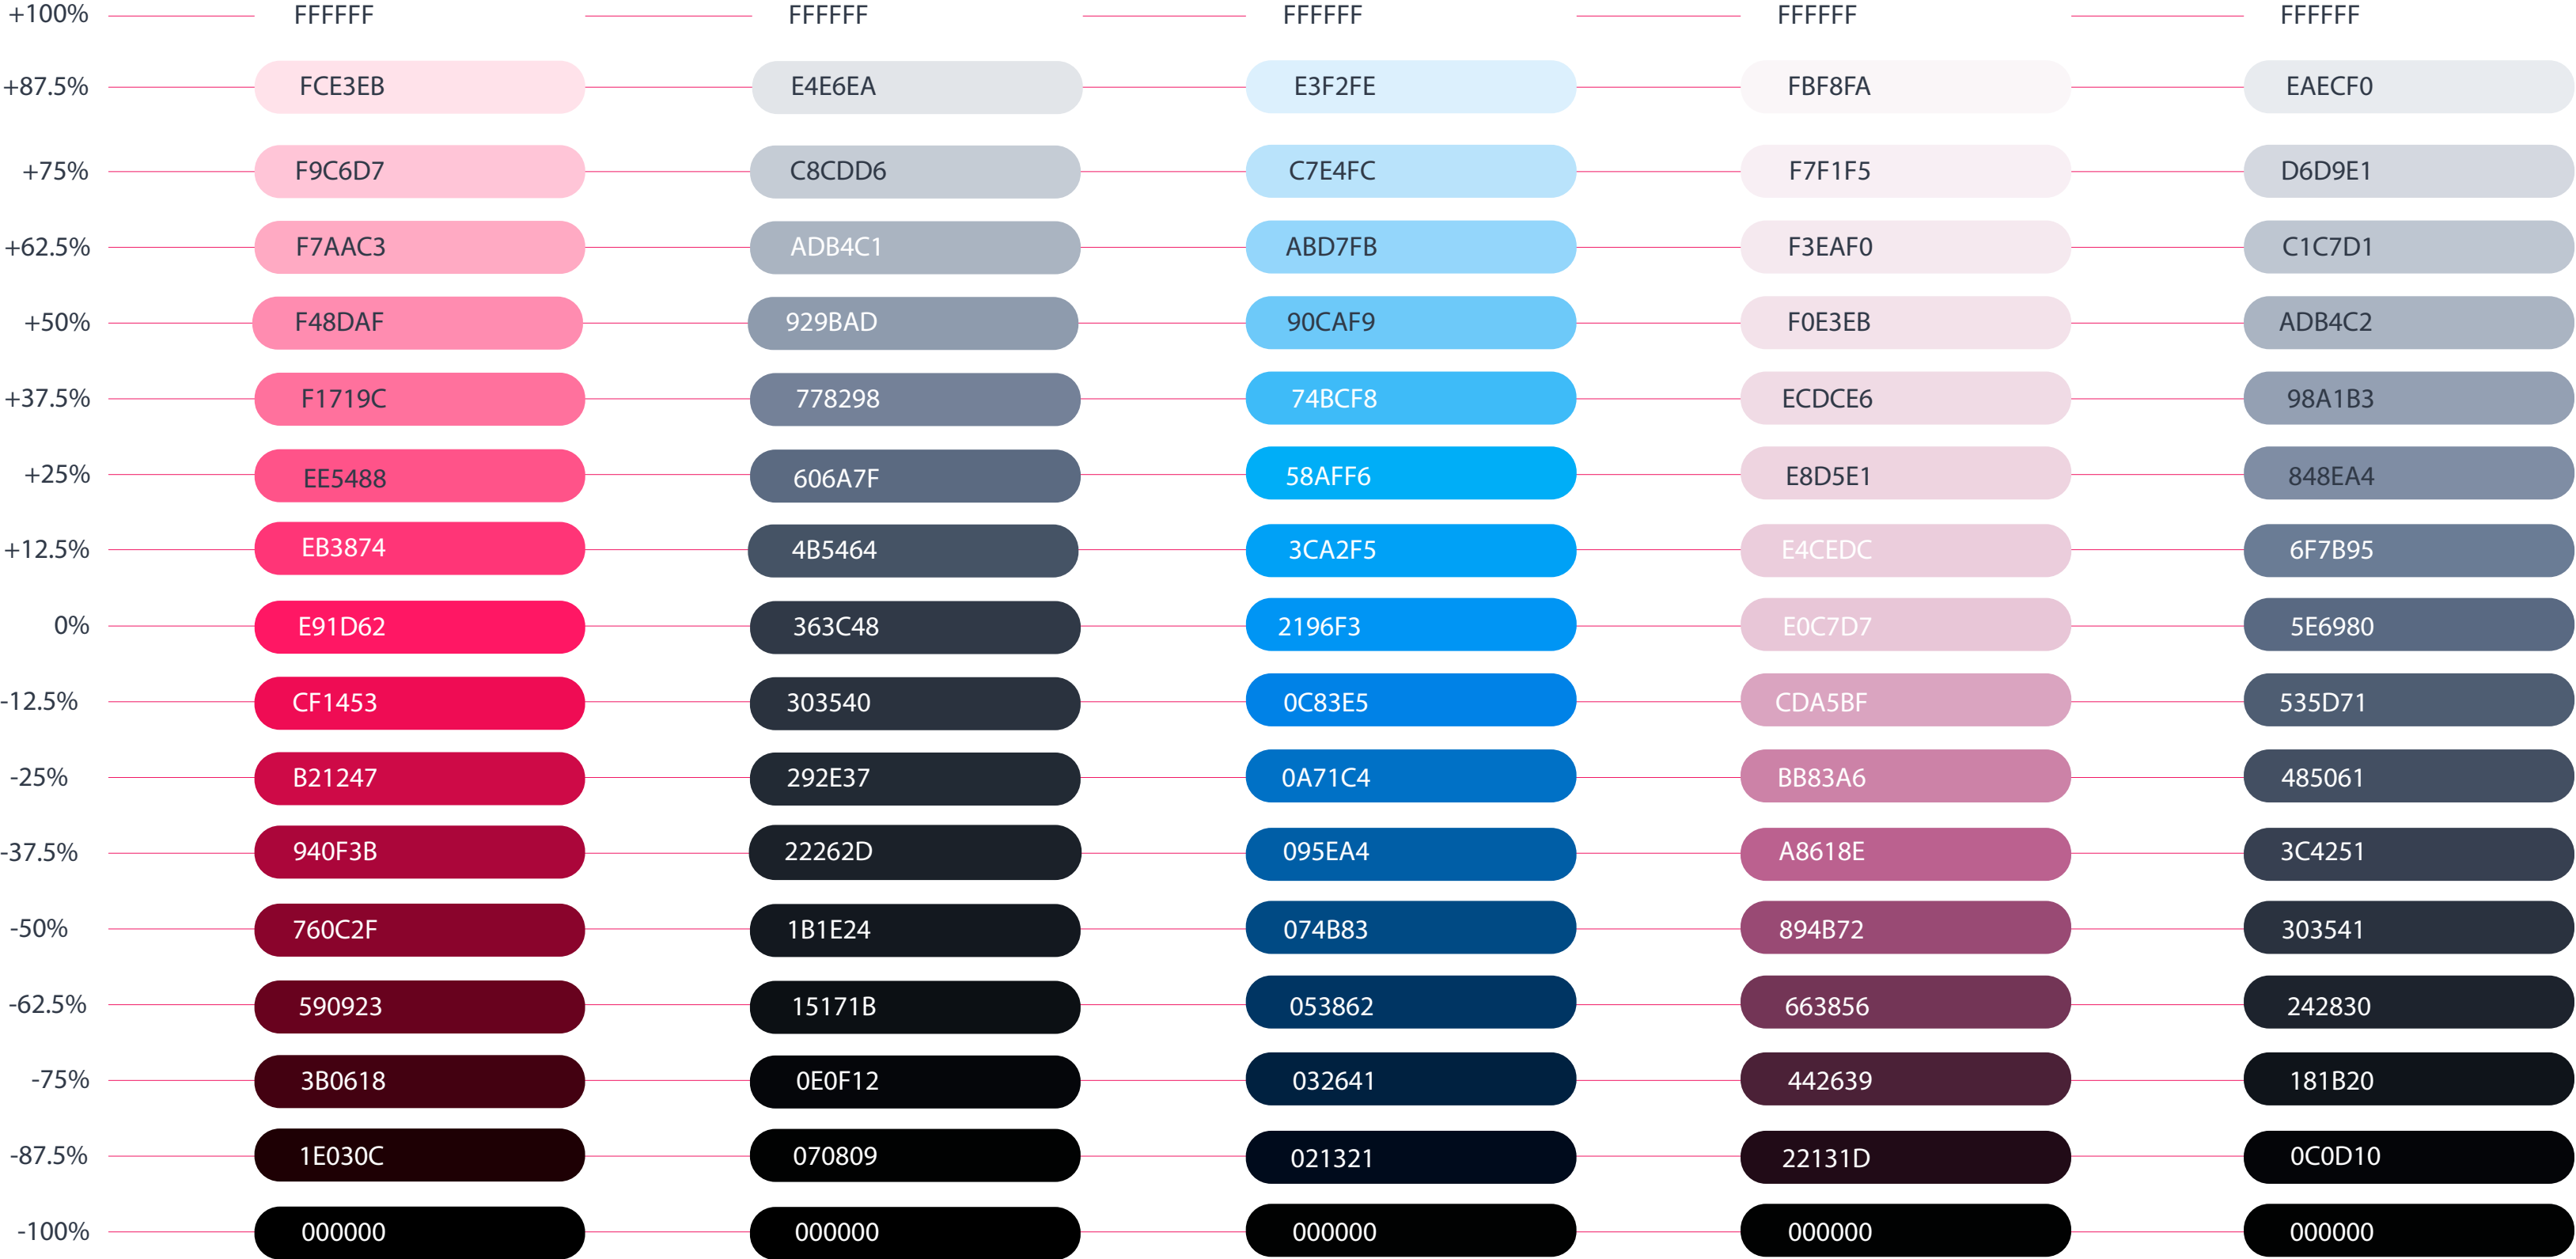 +100% FFFFFF FFFFFF FFFFFF FFFFFF FFFFFF
+87.5% FCE3EB E4E6EA E3F2FE FBF8FA EAECF0
+75% F9C6D7 C8CDD6 C7E4FC F7F1F5 D6D9E1
+62.5% F7AAC3 ADB4C1 ABD7FB F3EAF0 C1C7D1
+50% F48DAF 929BAD 90CAF9 F0E3EB ADB4C2
+37.5% F1719C 778298 74BCF8 ECDCE6 98A1B3
+25% EE5488 606A7F 58AFF6 E8D5E1 848EA4
+12.5% EB3874 4B5464 3CA2F5 E4CEDC 6F7B95
0% E91D62 363C48 2196F3 E0C7D7 5E6980
-12.5% CF1453 303540 0C83E5 CDA5BF 535D71
-25% B21247 292E37 0A71C4 BB83A6 485061
-37.5% 940F3B 22262D 095EA4 A8618E 3C4251
-50% 760C2F 1B1E24 074B83 894B72 303541
-62.5% 590923 15171B 053862 663856 242830
-75% 3B0618 0E0F12 032641 442639 181B20
-87.5% 1E030C 070809 021321 22131D 0C0D10
-100% 000000 000000 000000 000000 000000